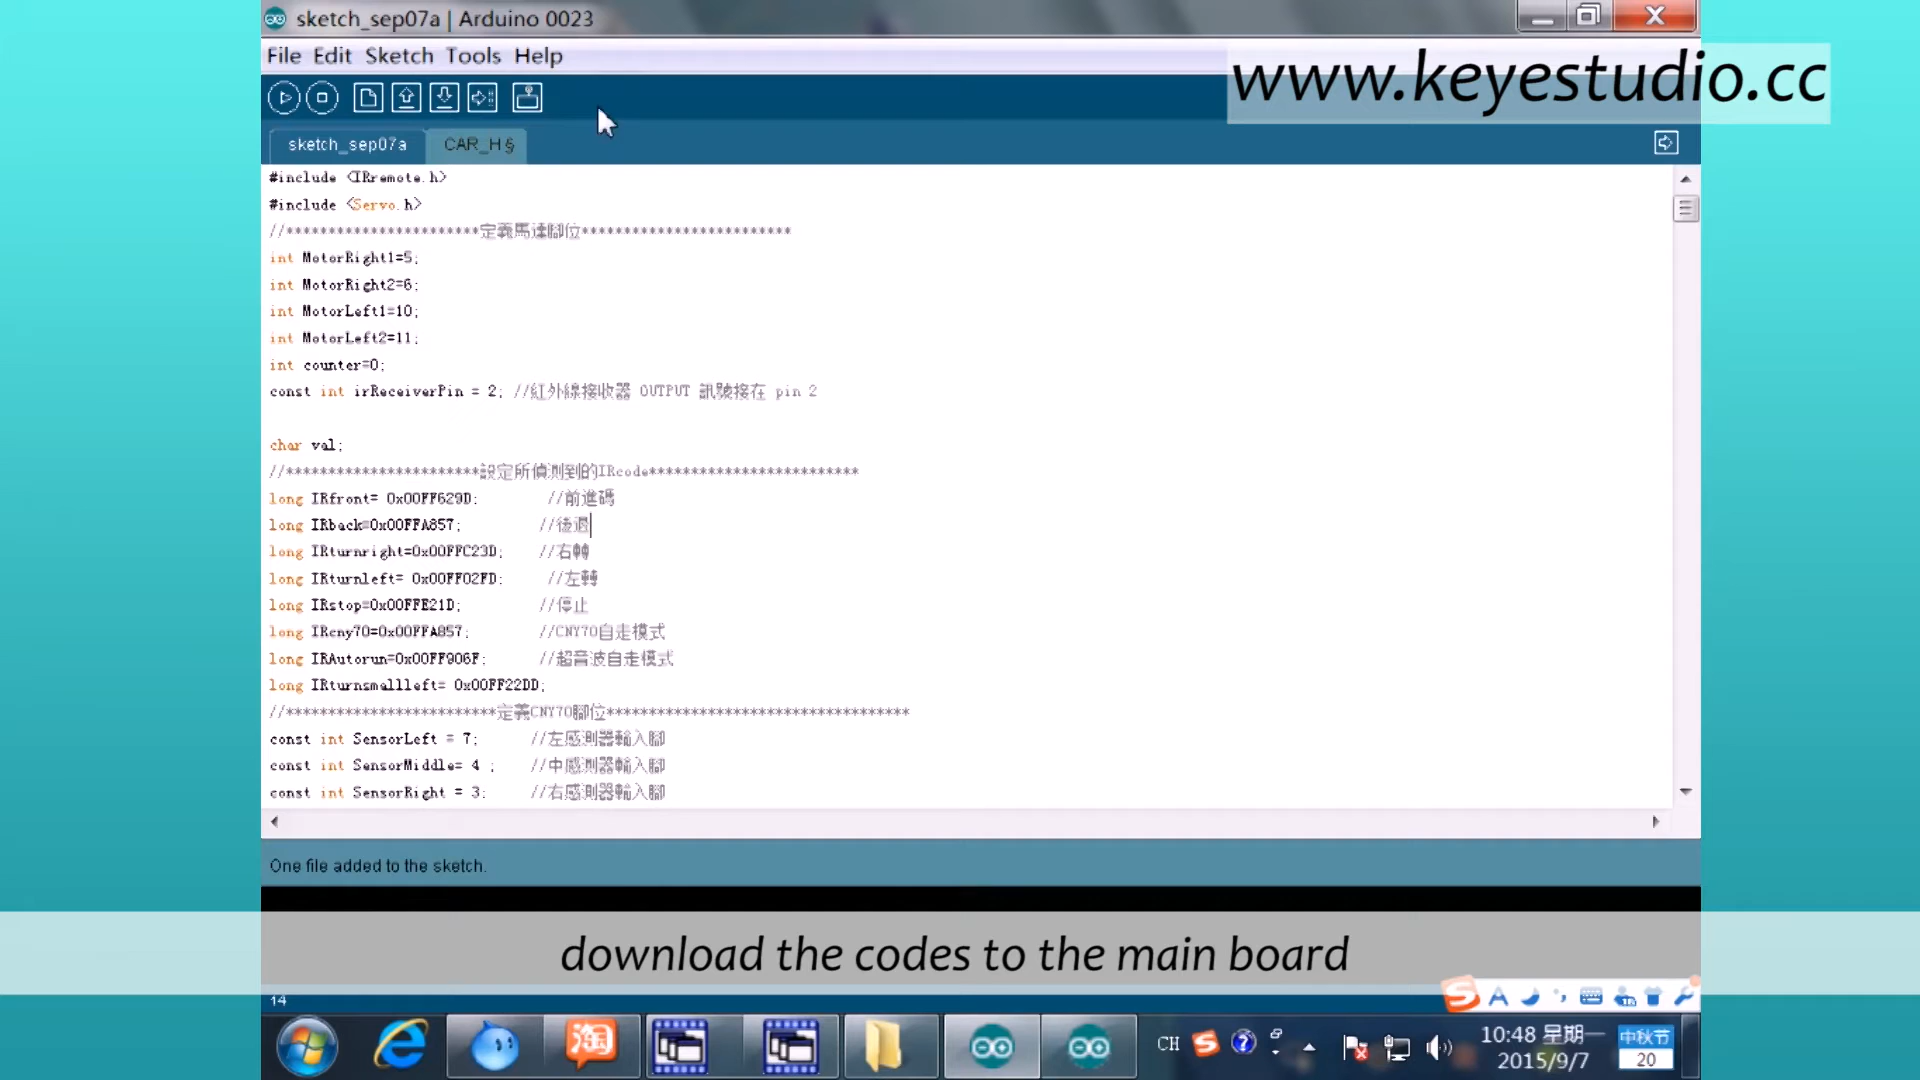 sketch_sep07a | Arduino 0023
File Edit Sketch Tools Help
www.keyestudio.cc
sketch_sep07a
CAR_H§
#include <IRremote.h>
#include <Servo.h>
//***********************定義馬達腳位*************************
int MotorRight1=5;
int MotorRight2=6;
int MotorLeft1=10;
int MotorLeft2=11;
int counter=0;
const int irReceiverPin = 2; //紅外線接收器 OUTPUT 訊號接在 pin 2
char val;
//***********************設定所偵測到的IRcode*************************
long IRfront= 0x00FF629D; //前進碼
long IRback=0x00FFA857; //後退
long IRturnright=0x00FFC23D; //右轉
long IRturnleft= 0x00FF02FD; //左轉
long IRstop=0x00FFE21D; //停止
long IRcny70=0x00FFA857; //CNY70自走模式
long IRAutorun=0x00FF906F; //超音波自走模式
long IRturnsmallleft= 0x00FF22DD;
//*************************定義CNY70腳位************************************
const int SensorLeft = 7; //左感測器輸入腳
const int SensorMiddle= 4 ; //中感測器輸入腳
const int SensorRight = 3; //右感測器輸入腳
One file added to the sketch.
download the codes to the main board
14
淘
CH
10:48 星期一
2015/9/7
中秋节
20